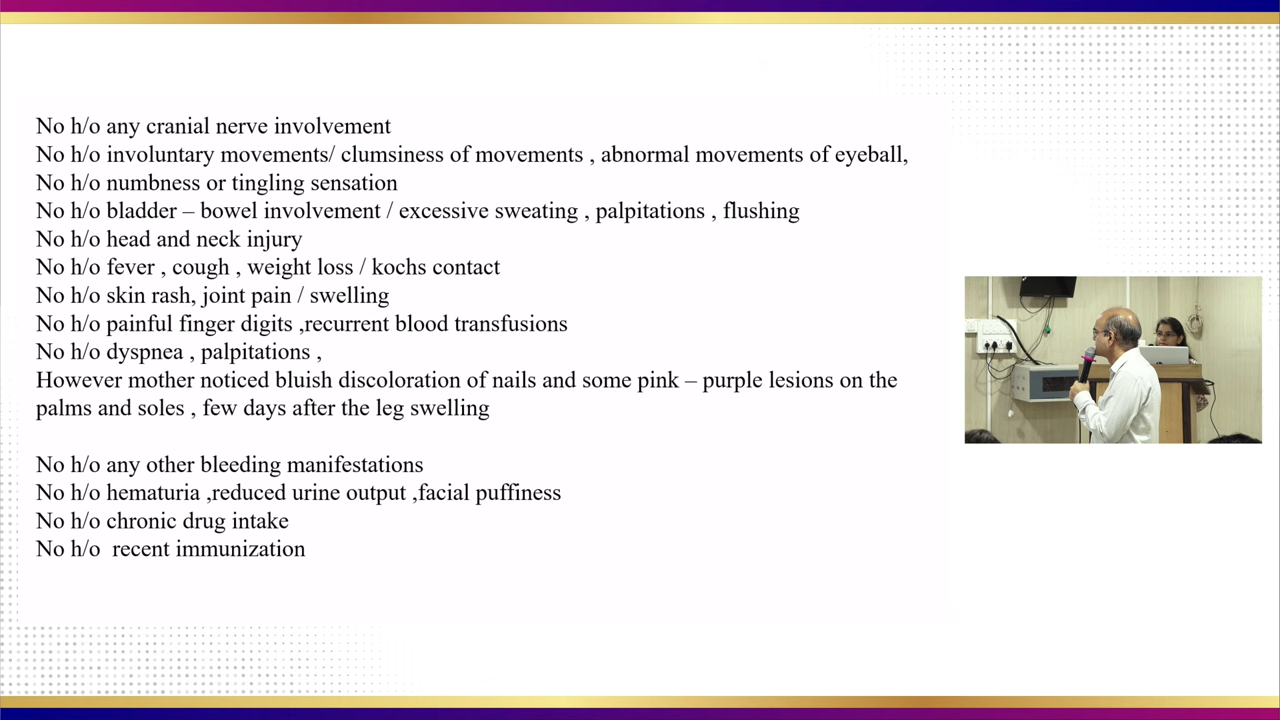 No h/o any cranial nerve involvement
No h/o involuntary movements/ clumsiness of movements , abnormal movements of eyeball,
No h/o numbness or tingling sensation
No h/o bladder – bowel involvement / excessive sweating , palpitations , flushing
No h/o head and neck injury
No h/o fever , cough , weight loss / kochs contact
No h/o skin rash, joint pain / swelling
No h/o painful finger digits ,recurrent blood transfusions
No h/o dyspnea , palpitations ,
However mother noticed bluish discoloration of nails and some pink – purple lesions on the
palms and soles , few days after the leg swelling
No h/o any other bleeding manifestations
No h/o hematuria ,reduced urine output ,facial puffiness
No h/o chronic drug intake
No h/o  recent immunization